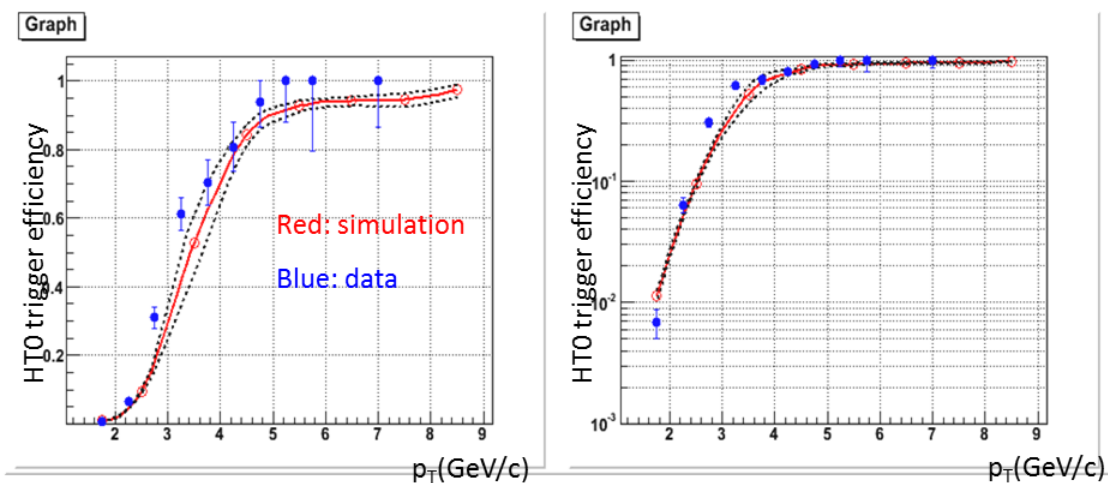 Graph
1
0.8
0.6
0.4
0.2
HT0 trigger efficiency
Red: simulation
Blue: data
2 3 4 5 6 7 8 9
pT(GeV/c)
Graph
1
10-1
10-2
10-3
HT0 trigger efficiency
2 3 4 5 6 7 8 9
pT(GeV/c)